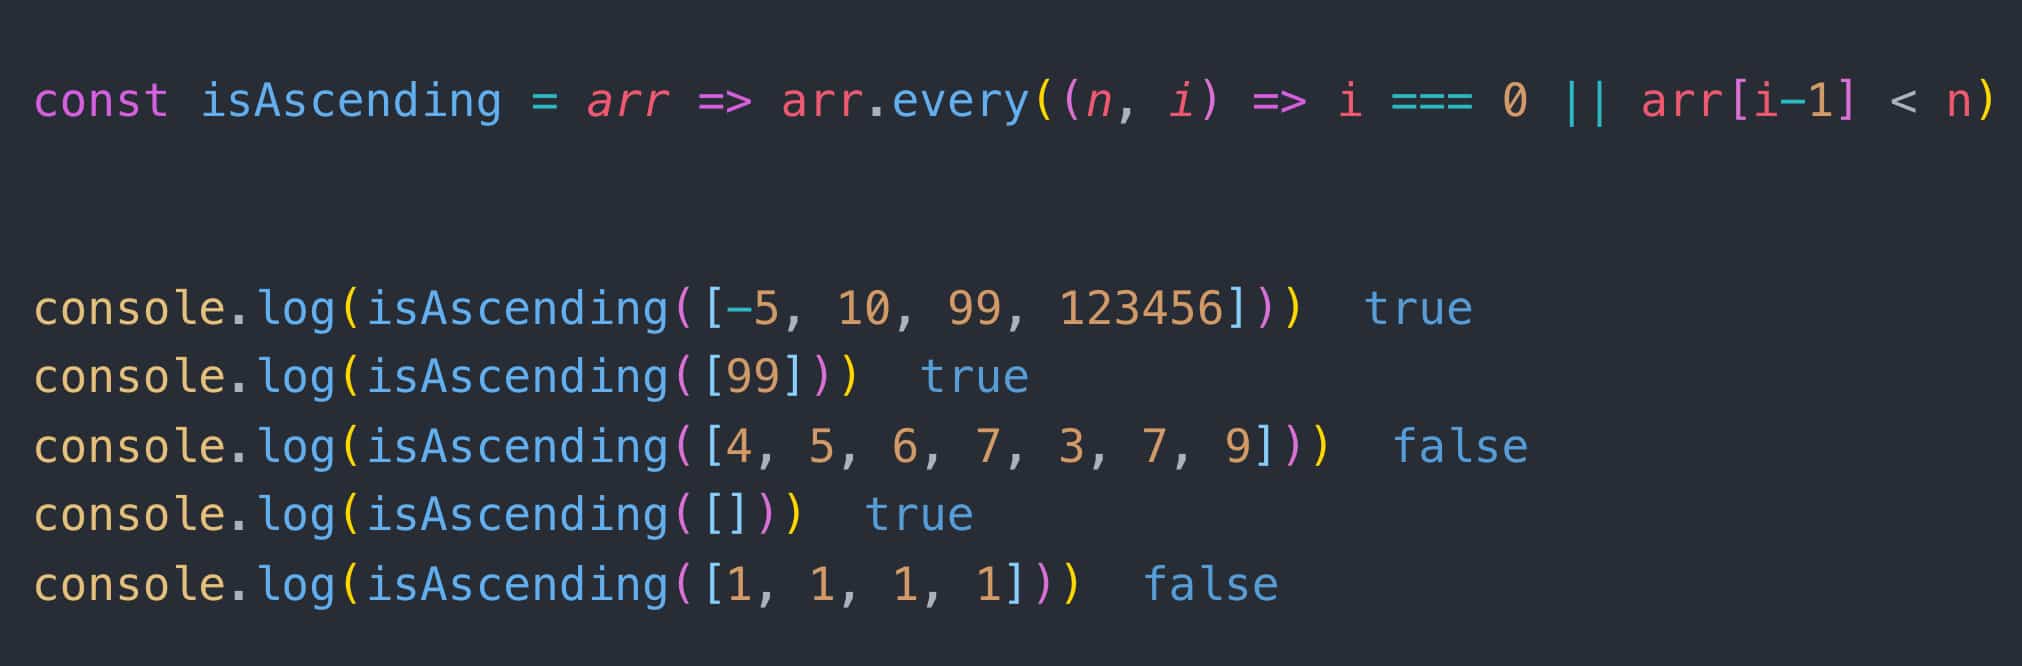 const isAscending = arr => arr.every((n, i) => i === 0 || arr[i-1] < n)
console.log(isAscending([-5, 10, 99, 123456])) true
console.log(isAscending([99])) true
console.log(isAscending([4, 5, 6, 7, 3, 7, 9])) false
console.log(isAscending([])) true
console.log(isAscending([1, 1, 1, 1])) false